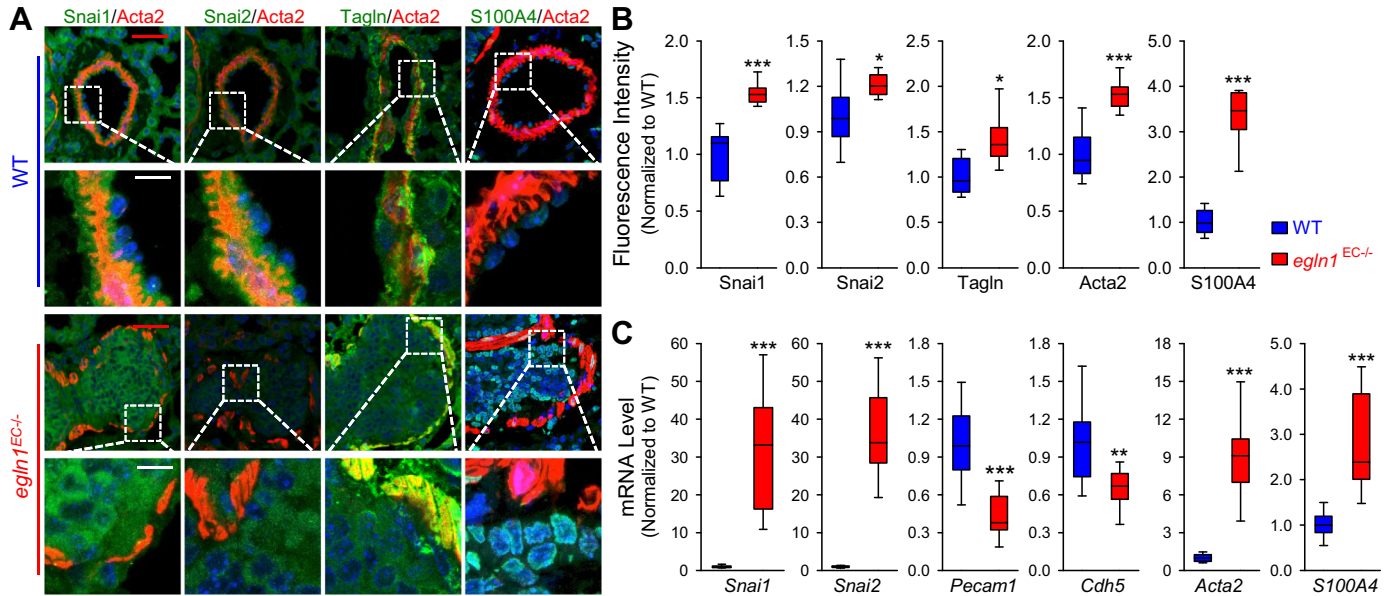 A
Snai1/Acta2 Snai2/Acta2 Tagln/Acta2 S100A4/Acta2
WT
egln1EC-/-
B
Fluorescence Intensity
(Normalized to WT)
2.0 1.5 2.0 2.0 5.0
1.5 1.2 1.5 1.5 4.0
1.0 0.9 1.0 1.0 3.0
0.5 0.6 0.5 0.5 2.0
0.0 0.3 0.0 0.0 1.0
0.0 0.0
*** * * *** ***
Snai1 Snai2 Tagln Acta2 S100A4
WT
egln1 EC-/-
C
mRNA Level
(Normalized to WT)
60 60 1.8 1.8 18 5.0
50 50 1.5 1.5 15 4.0
40 40 1.2 1.2 12 3.0
30 30 0.9 0.9 9 2.0
20 20 0.6 0.6 6 1.0
10 10 0.3 0.3 3 0.0
0 0 0.0 0.0 0
*** *** *** ** *** ***
Snai1 Snai2 Pecam1 Cdh5 Acta2 S100A4